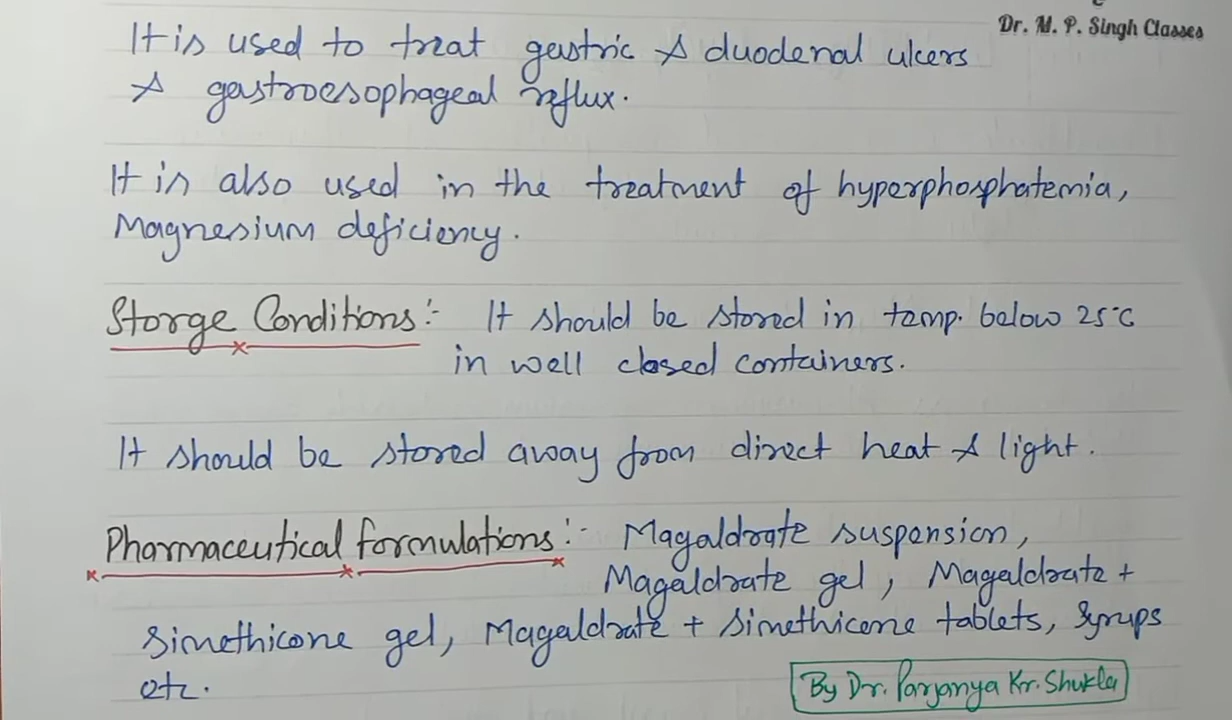 Dr. M. P. Singh Classes
It is used to treat gastric & duodenal ulcers
& gastroesophageal reflux.
It is also used in the treatment of hyperphosphatemia,
Magnesium deficiency.
Storge Conditions:- It should be stored in temp. below 25°C
in well closed containers.
It should be stored away from direct heat & light.
Pharmaceutical formulations:- Magaldrate suspension,
Magaldrate gel, Magaldrate +
Simethicone gel, Magaldrate + Simethicone tablets, Syrups
etc.
By Dr. Parjanya Kr. Shukla